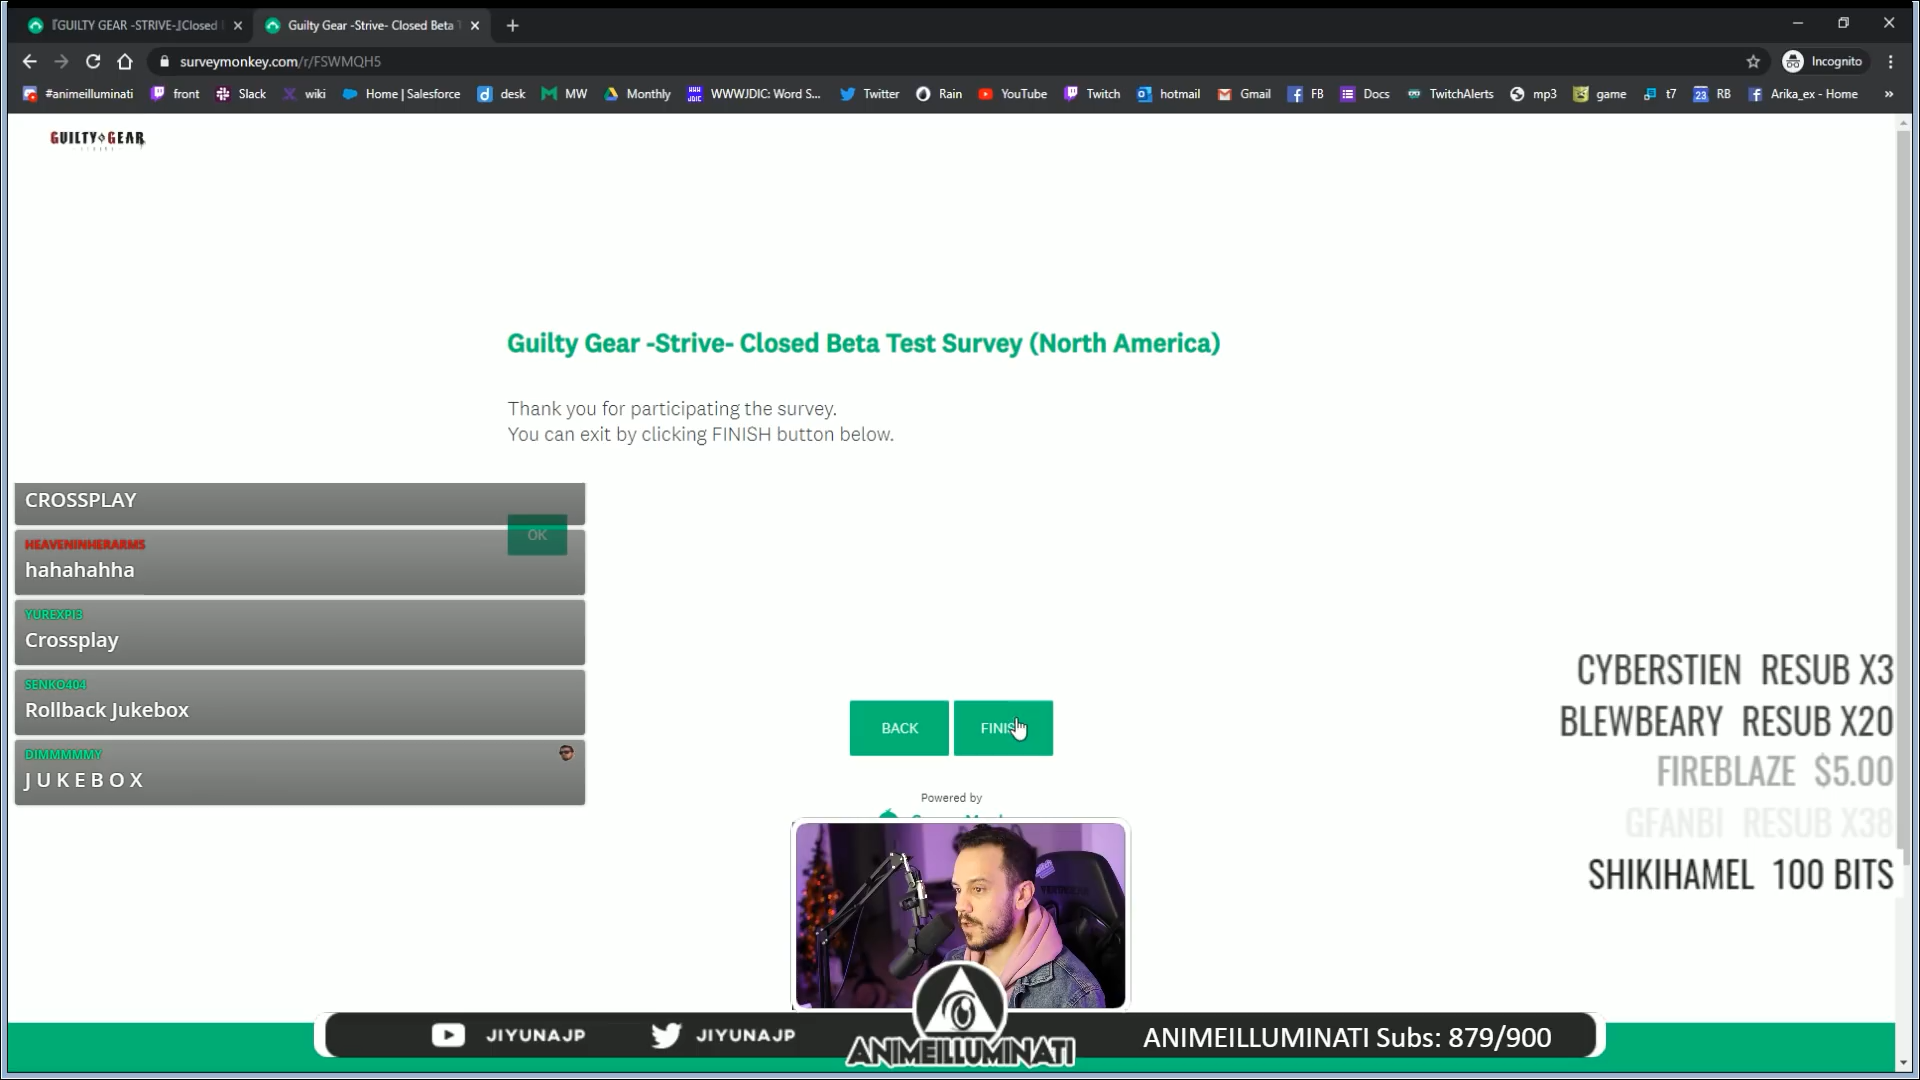 『GUILTY GEAR -STRIVE-』Closed
Guilty Gear -Strive- Closed Beta
surveymonkey.com/r/FSWMQH5
Incognito
#animeilluminati
front
Slack
wiki
Home | Salesforce
desk
MW
Monthly
WWWJDIC: Word S...
Twitter
Rain
YouTube
Twitch
hotmail
Gmail
FB
Docs
TwitchAlerts
mp3
game
t7
RB
Arika_ex - Home
GUILTY GEAR
Guilty Gear -Strive- Closed Beta Test Survey (North America)
Thank you for participating the survey.
You can exit by clicking FINISH button below.
CROSSPLAY
OK
HEAVENINHERARMS
hahahahha
YUREXPI3
Crossplay
SENKO404
Rollback Jukebox
DIMMMMMY
J U K E B O X
BACK
Powered by
CYBERSTIEN RESUB X3
BLEWBEARY RESUB X20
FIREBLAZE $5.00
GFANBI RESUB X38
SHIKIHAMEL 100 BITS
JIYUNAJP
JIYUNAJP
ANIMEILLUMINATI
ANIMEILLUMINATI Subs: 879/900